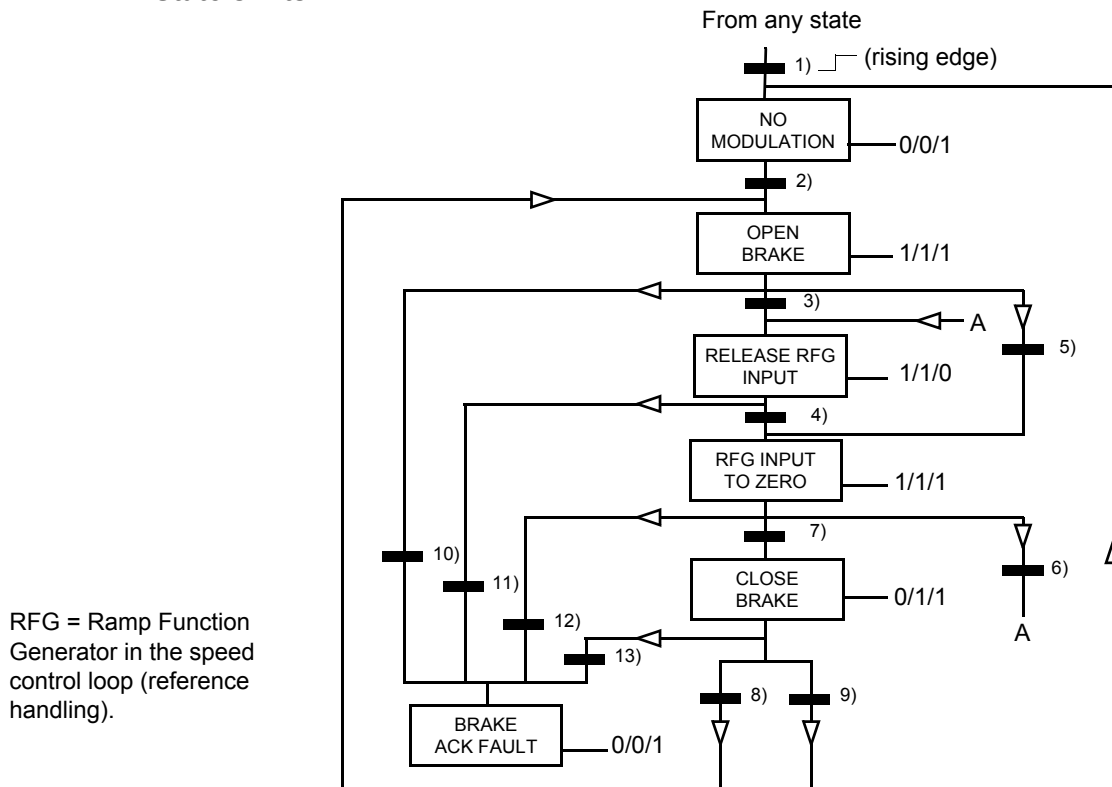 From any state
1)
(rising edge)
NO
MODULATION
0/0/1
2)
OPEN
BRAKE
1/1/1
3)
A
5)
RELEASE RFG
INPUT
1/1/0
4)
RFG INPUT
TO ZERO
1/1/1
7)
10)
6)
11)
CLOSE
BRAKE
0/1/1
12)
A
13)
RFG = Ramp Function
Generator in the speed
control loop (reference
handling).
8)
9)
BRAKE
ACK FAULT
0/0/1